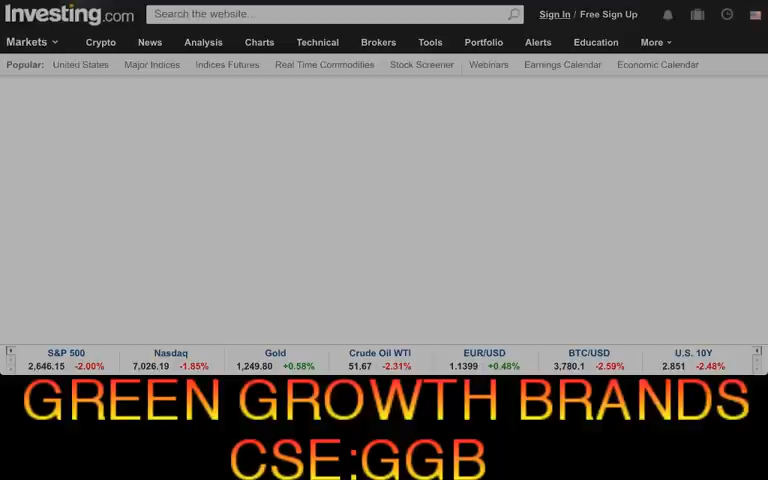 Investing.com Search the website... Sign In / Free Sign Up
Markets Crypto News Analysis Charts Technical Brokers Tools Portfolio Alerts Education More
Popular: United States Major Indices Indices Futures Real Time Commodities Stock Screener Webinars Earnings Calendar Economic Calendar
S&P 500 Nasdaq Gold Crude Oil WTI EUR/USD BTC/USD U.S. 10Y
2,646.15 -2.00% 7,026.19 -1.85% 1,249.80 +0.58% 51.67 -2.31% 1.1399 +0.48% 3,780.1 -2.59% 2.851 -2.48%
GREEN GROWTH BRANDS
CSE:GGB